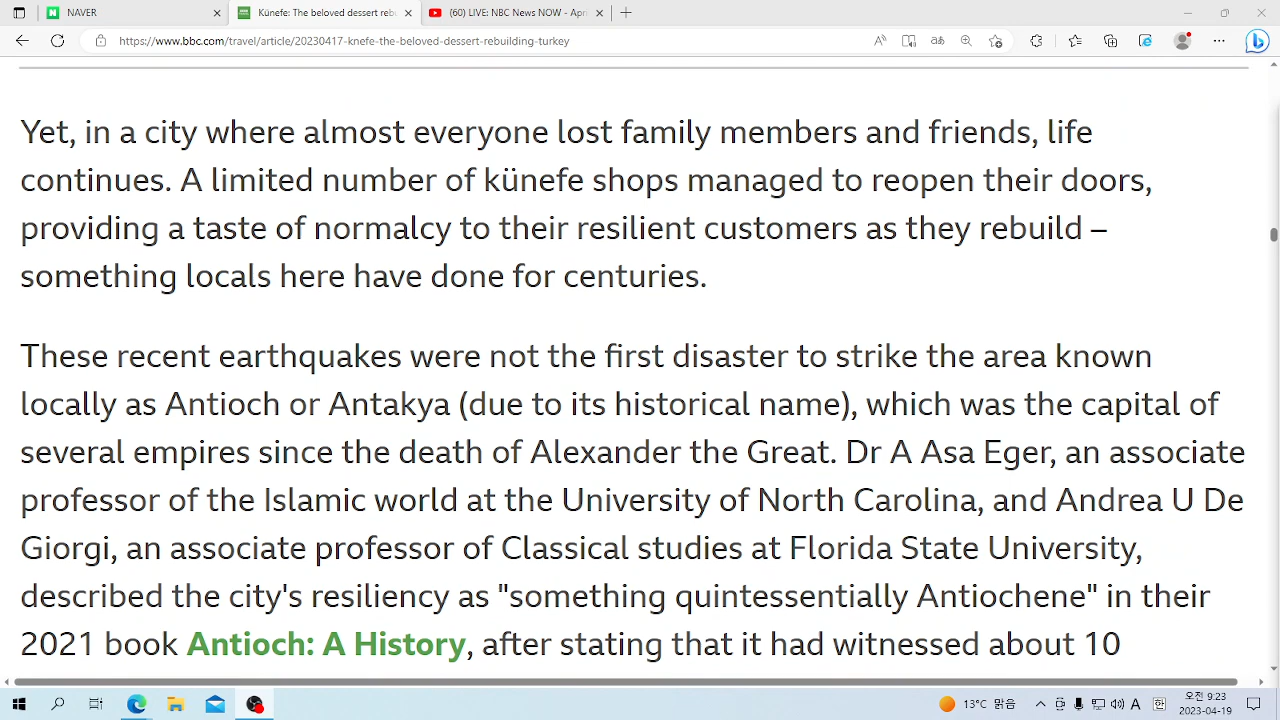 NAVER
Künefe: The beloved dessert reb
(60) LIVE: NBC News NOW - Apri
https://www.bbc.com/travel/article/20230417-knefe-the-beloved-dessert-rebuilding-turkey
Yet, in a city where almost everyone lost family members and friends, life
continues. A limited number of künefe shops managed to reopen their doors,
providing a taste of normalcy to their resilient customers as they rebuild –
something locals here have done for centuries.
These recent earthquakes were not the first disaster to strike the area known
locally as Antioch or Antakya (due to its historical name), which was the capital of
several empires since the death of Alexander the Great. Dr A Asa Eger, an associate
professor of the Islamic world at the University of North Carolina, and Andrea U De
Giorgi, an associate professor of Classical studies at Florida State University,
described the city's resiliency as "something quintessentially Antiochene" in their
2021 book Antioch: A History, after stating that it had witnessed about 10
13°C 맑음
A
오전 9:23
2023-04-19